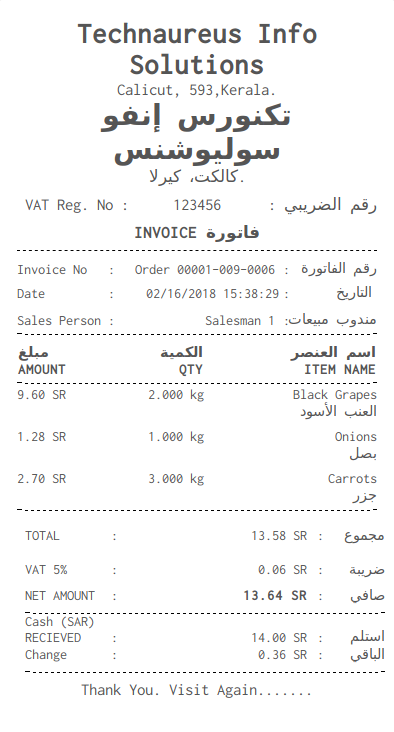 Technaureus Info
Solutions
Calicut, 593,Kerala.
تكنورس إنفو
سوليوشنس
كالكت، كيرلا.
VAT Reg. No : 123456 : رقم الضريبي
INVOICE فاتورة
Invoice No : Order 00001-009-0006 : رقم الفاتورة
Date : 02/16/2018 15:38:29 : التاريخ
Sales Person : Salesman 1 :مندوب مبيعات
مبلغ الكمية اسم العنصر
AMOUNT QTY ITEM NAME
9.60 SR 2.000 kg Black Grapes
العنب الأسود
1.28 SR 1.000 kg Onions
بصل
2.70 SR 3.000 kg Carrots
جزر
TOTAL : 13.58 SR : مجموع
VAT 5% : 0.06 SR : ضريبة
NET AMOUNT : 13.64 SR : صافي
Cash (SAR)
RECIEVED : 14.00 SR : استلم
Change : 0.36 SR : الباقي
Thank You. Visit Again.......